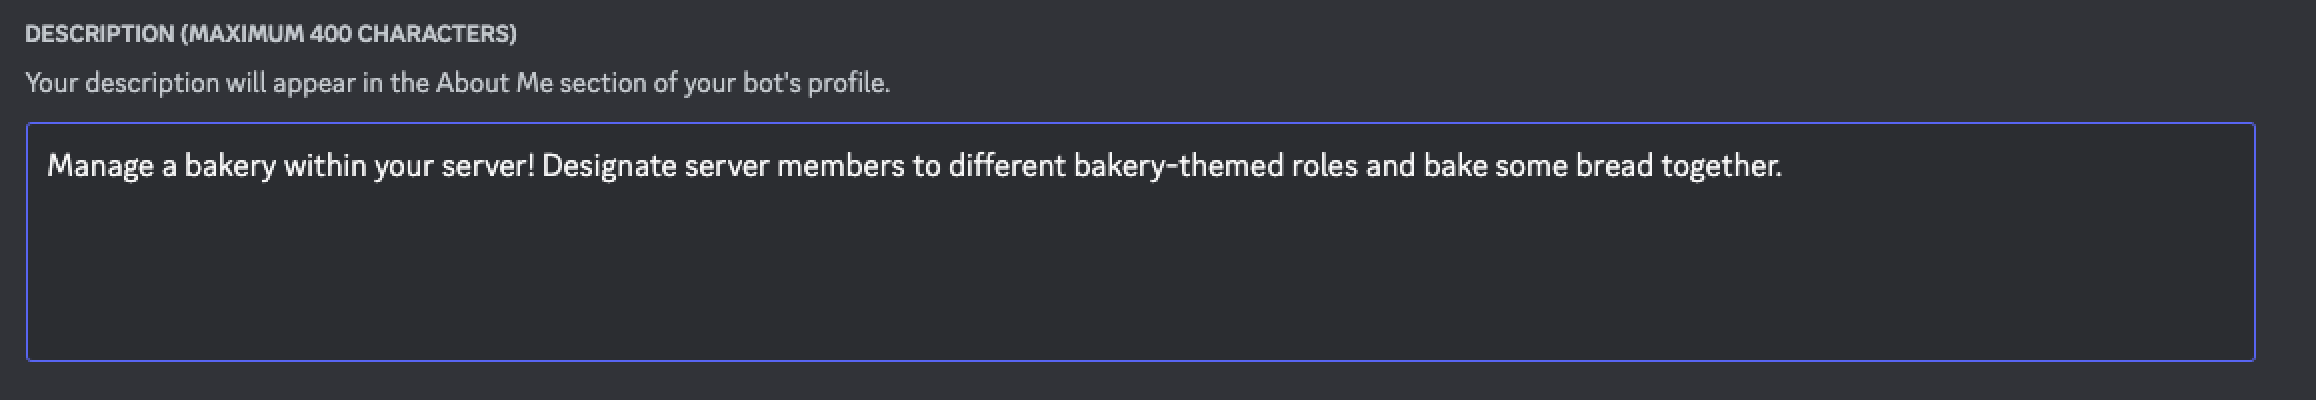 DESCRIPTION (MAXIMUM 400 CHARACTERS)
Your description will appear in the About Me section of your bot's profile.
Manage a bakery within your server! Designate server members to different bakery-themed roles and bake some bread together.